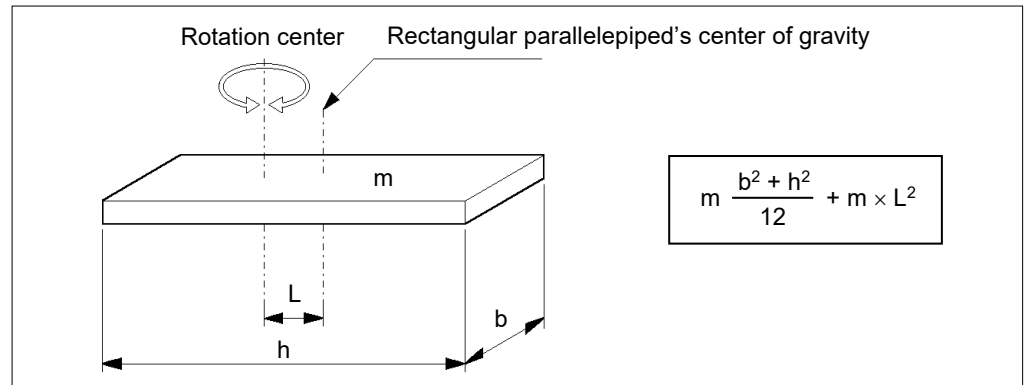 Rotation center
Rectangular parallelepiped’s center of gravity
m
m b² + h² / 12 + m × L²
L
b
h